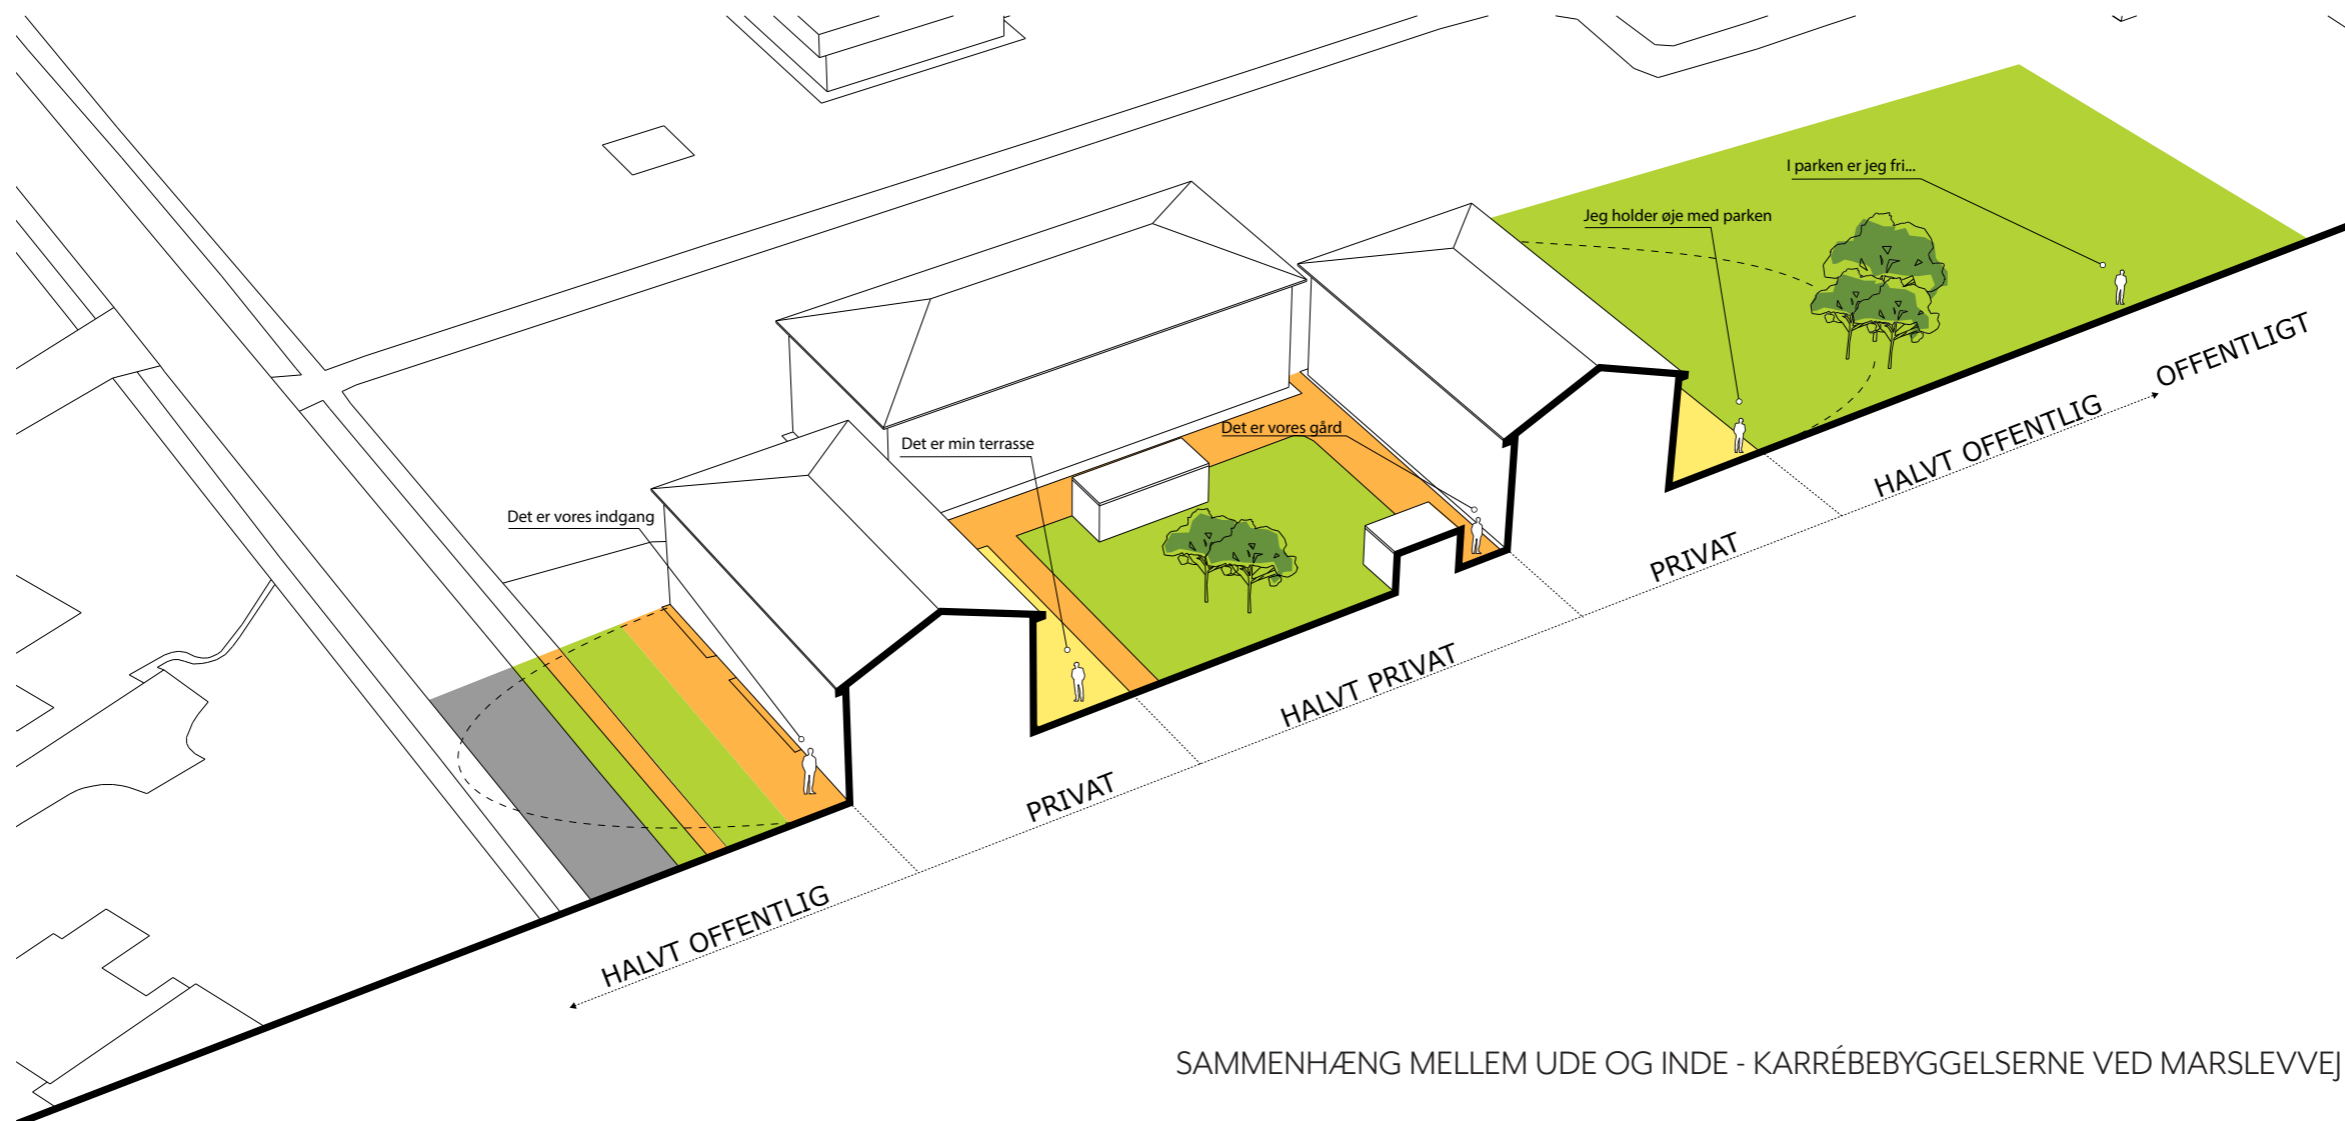 I parken er jeg fri...
Jeg holder øje med parken
Det er vores gård
Det er min terrasse
Det er vores indgang
OFFENTLIGT
HALVT OFFENTLIG
PRIVAT
HALVT PRIVAT
PRIVAT
HALVT OFFENTLIG
SAMMENHÆNG MELLEM UDE OG INDE - KARRÉBEBYGGELSERNE VED MARSLEVVEJ